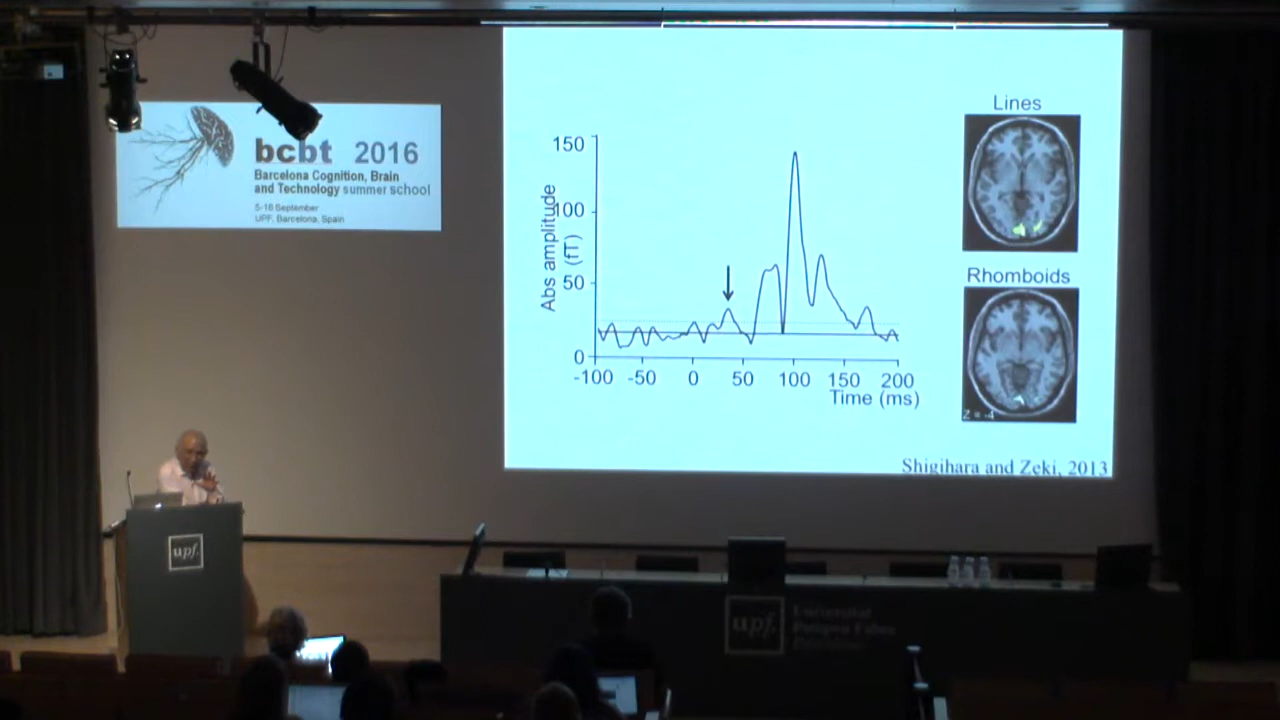 bcbt 2016
Barcelona Cognition, Brain
and Technology summer school
5-16 September
UPF, Barcelona, Spain
150
100
50
0
Abs amplitude
(fT)
-100 -50 0 50 100 150 200
Time (ms)
Lines
Rhomboids
Z = -4
Shigihara and Zeki, 2013
upf.
upf.
Universitat
Pompeu Fabra
Barcelona